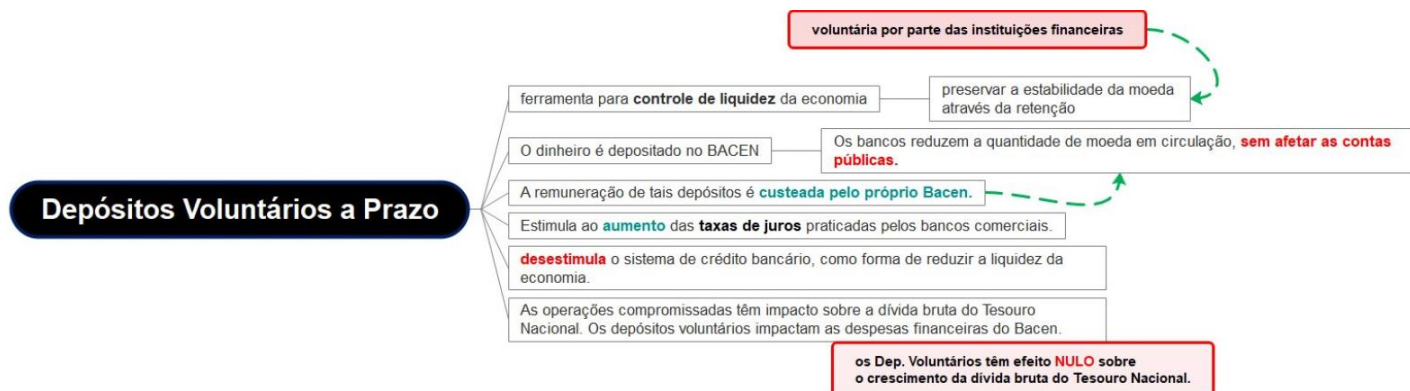 voluntária por parte das instituições financeiras
ferramenta para controle de liquidez da economia
preservar a estabilidade da moeda
através da retenção
O dinheiro é depositado no BACEN
Os bancos reduzem a quantidade de moeda em circulação, sem afetar as contas
públicas.
Depósitos Voluntários a Prazo
A remuneração de tais depósitos é custeada pelo próprio Bacen.
Estimula ao aumento das taxas de juros praticadas pelos bancos comerciais.
desestimula o sistema de crédito bancário, como forma de reduzir a liquidez da
economia.
As operações compromissadas têm impacto sobre a dívida bruta do Tesouro
Nacional. Os depósitos voluntários impactam as despesas financeiras do Bacen.
os Dep. Voluntários têm efeito NULO sobre
o crescimento da dívida bruta do Tesouro Nacional.